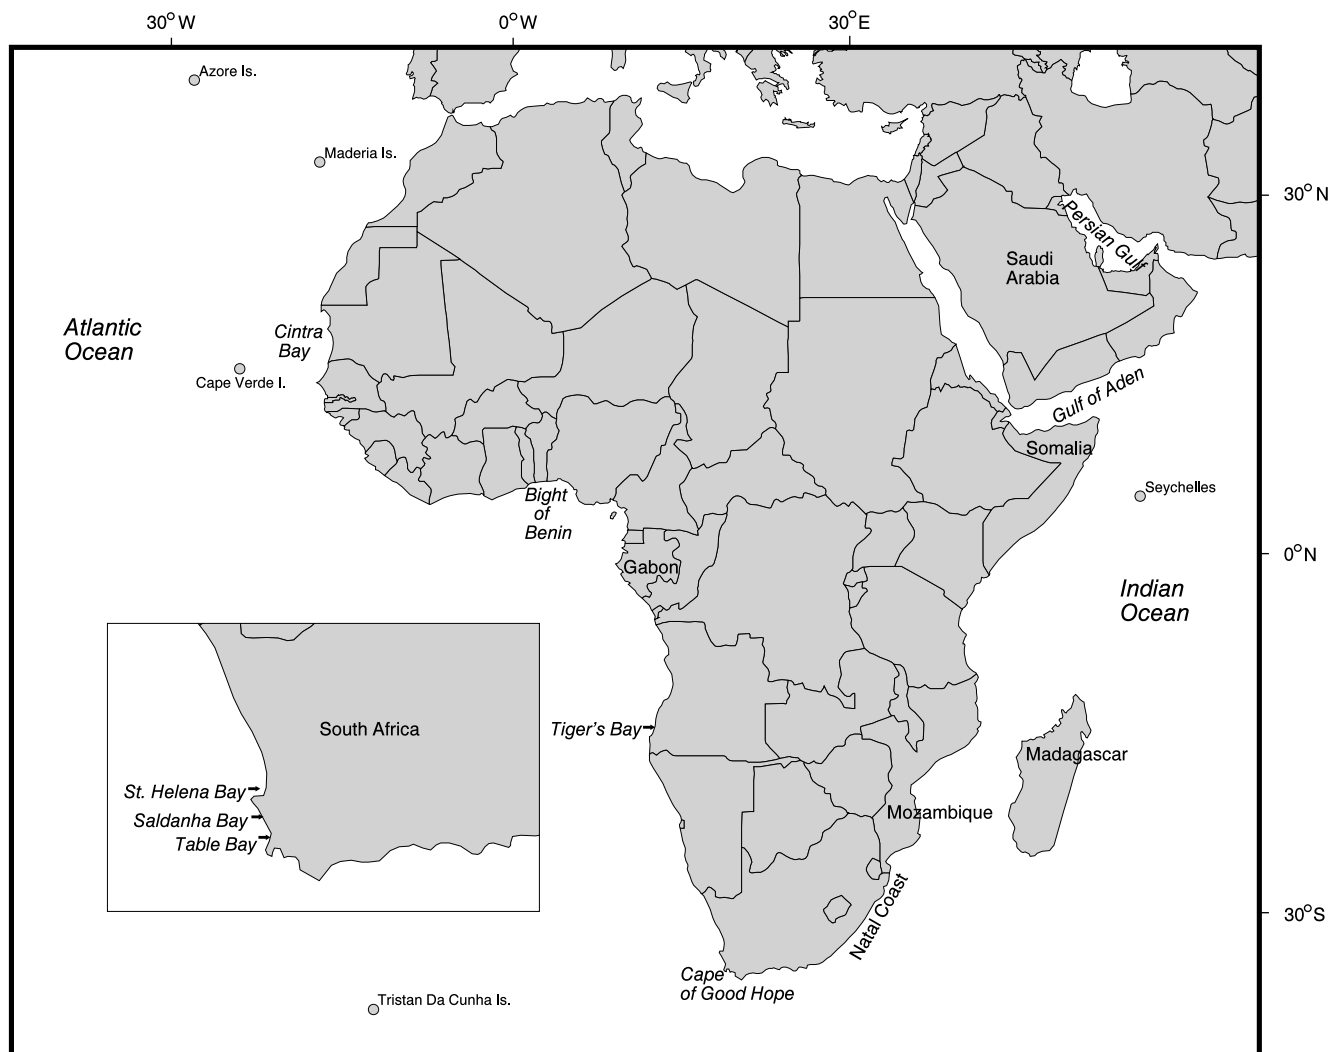 30°W 0°W 30°E
Azore Is.
Maderia Is.
30°N
Persian Gulf
Saudi
Arabia
Atlantic
Ocean
Cintra
Bay
Cape Verde I.
Gulf of Aden
Somalia
Seychelles
Bight
of
Benin
0°N
Gabon
Indian
Ocean
South Africa
Tiger's Bay
Madagascar
St. Helena Bay
Saldanha Bay
Table Bay
Mozambique
Natal Coast
30°S
Cape
of Good Hope
Tristan Da Cunha Is.